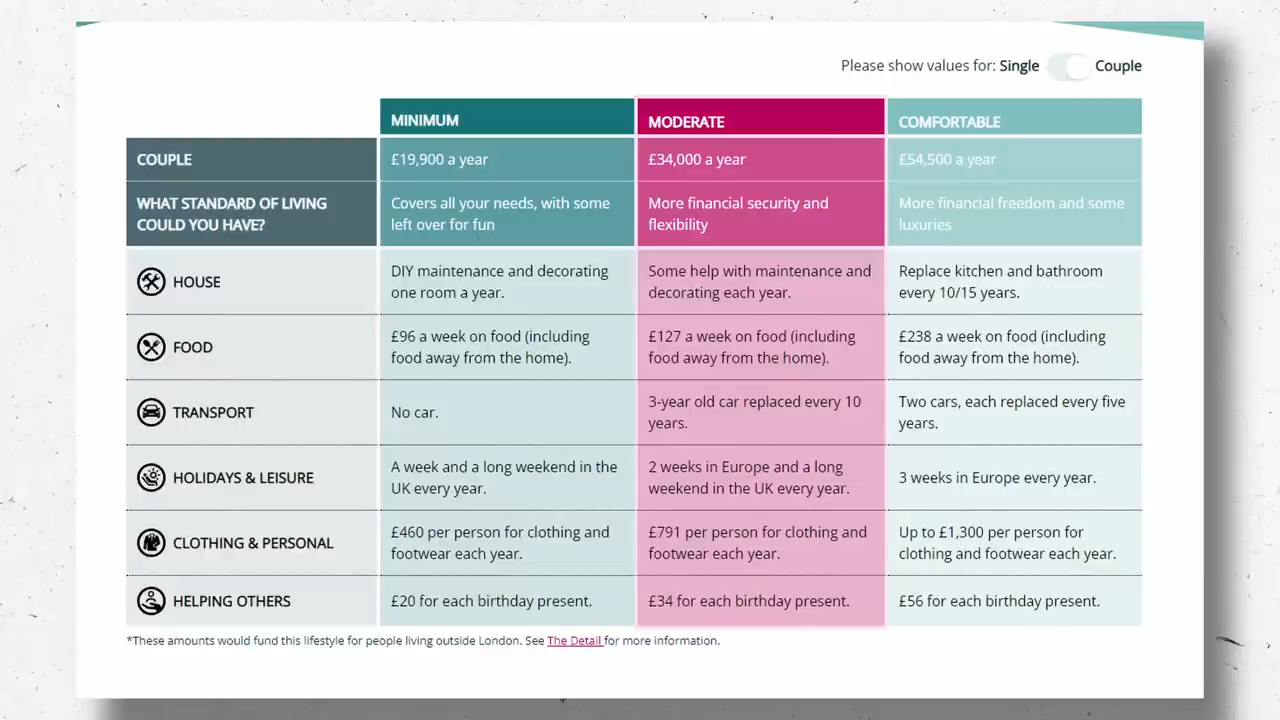 Please show values for: Single Couple
MINIMUM
MODERATE
COMFORTABLE
COUPLE
£19,900 a year
£34,000 a year
£54,500 a year
WHAT STANDARD OF LIVING
COULD YOU HAVE?
Covers all your needs, with some
left over for fun
More financial security and
flexibility
More financial freedom and some
luxuries
HOUSE
DIY maintenance and decorating
one room a year.
Some help with maintenance and
decorating each year.
Replace kitchen and bathroom
every 10/15 years.
FOOD
£96 a week on food (including
food away from the home).
£127 a week on food (including
food away from the home).
£238 a week on food (including
food away from the home).
TRANSPORT
No car.
3-year old car replaced every 10
years.
Two cars, each replaced every five
years.
HOLIDAYS & LEISURE
A week and a long weekend in the
UK every year.
2 weeks in Europe and a long
weekend in the UK every year.
3 weeks in Europe every year.
CLOTHING & PERSONAL
£460 per person for clothing and
footwear each year.
£791 per person for clothing and
footwear each year.
Up to £1,300 per person for
clothing and footwear each year.
HELPING OTHERS
£20 for each birthday present.
£34 for each birthday present.
£56 for each birthday present.
*These amounts would fund this lifestyle for people living outside London. See The Detail for more information.